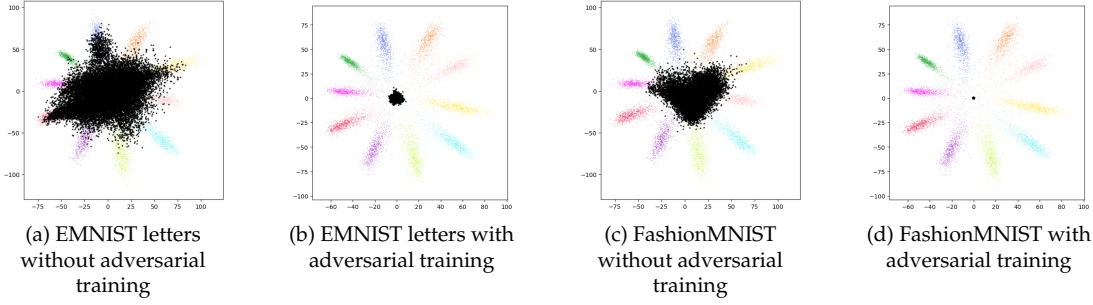 100
50
0
−50
−100
−75 −50 −25 0 25 50 75 100
100
75
50
25
0
−25
−50
−75
−100
−60 −40 −20 0 20 40 60 80 100
100
50
0
−50
−100
−75 −50 −25 0 25 50 75 100
100
75
50
25
0
−25
−50
−75
−100
−60 −40 −20 0 20 40 60 80 100
(a) EMNIST letters
without adversarial
training
(b) EMNIST letters with
adversarial training
(c) FashionMNIST
without adversarial
training
(d) FashionMNIST with
adversarial training